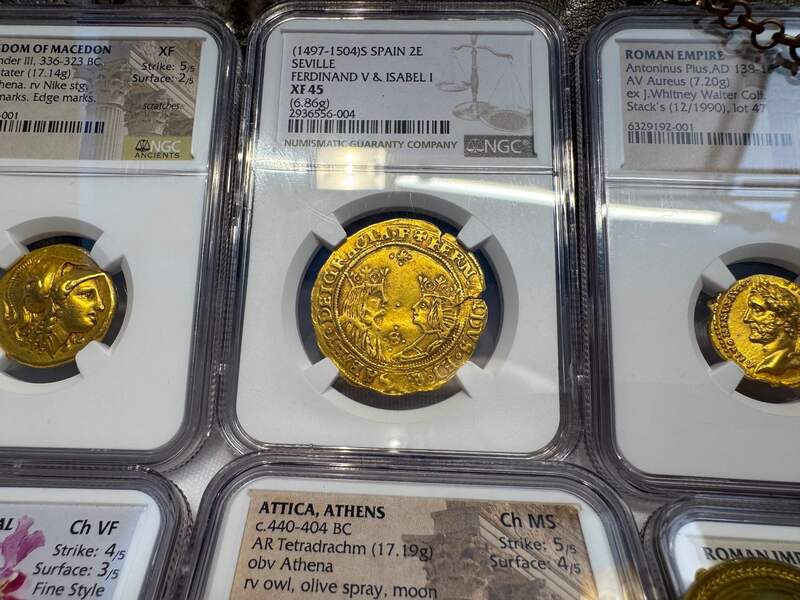 DOM OF MACEDON XF
der III, 336-323 BC Strike: 5/5
tater (17.14g) Surface: 2/5
hena. rv Nike stg,
marks. Edge marks.
scratches
-001
NGC
ANCIENTS
(1497-1504)S SPAIN 2E
SEVILLE
FERDINAND V & ISABEL I
XF 45
(6.86g)
2936556-004
NUMISMATIC GUARANTY COMPANY NGC
ROMAN EMPIRE
Antoninus Pius, AD 138-1
AV Aureus (7.20g)
ex J.Whitney Walter Coll
Stack's (12/1990), lot 47
6329192-001
AL Ch VF
Strike: 4/5
Surface: 3/5
Fine Style
ATTICA, ATHENS Ch MS
c.440-404 BC Strike: 5/5
AR Tetradrachm (17.19g) Surface: 4/5
obv Athena
rv owl, olive spray, moon
ROMAN IMP